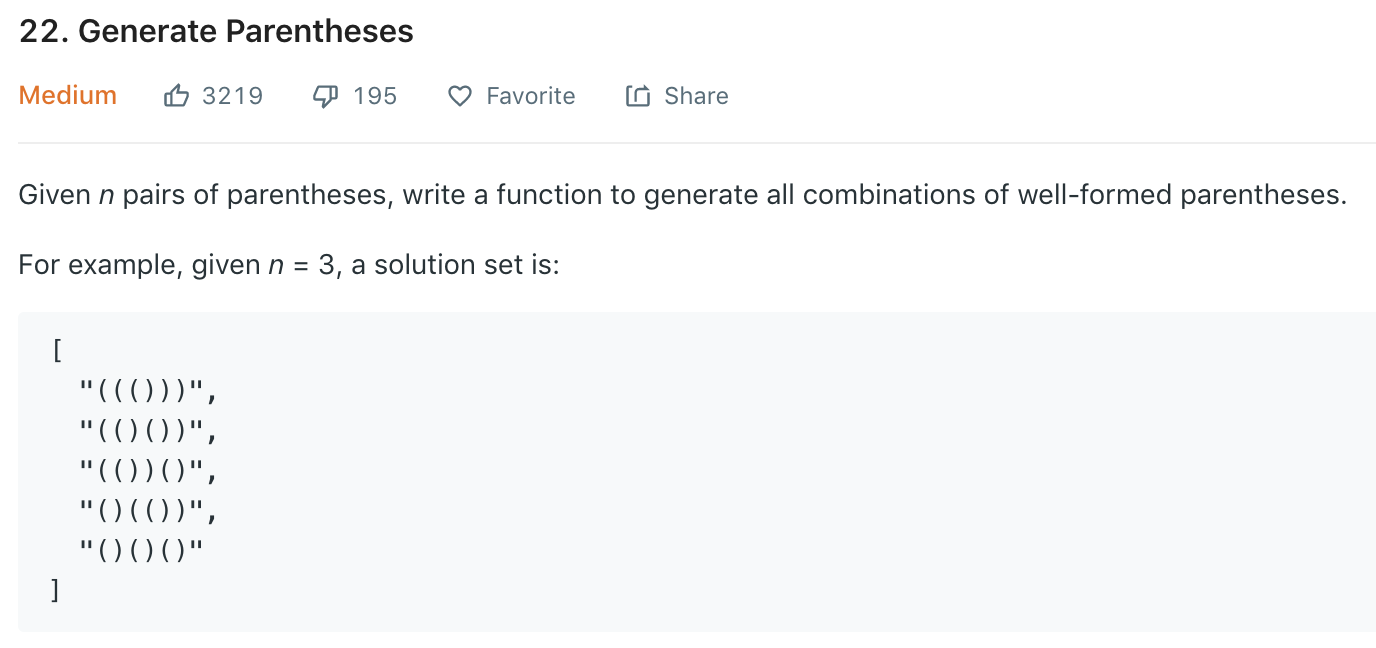 22. Generate Parentheses
Medium 3219 195 Favorite Share
Given n pairs of parentheses, write a function to generate all combinations of well-formed parentheses.
For example, given n = 3, a solution set is:
[
"((()))",
"(()())",
"(())()",
"()(())",
"()()()"
]